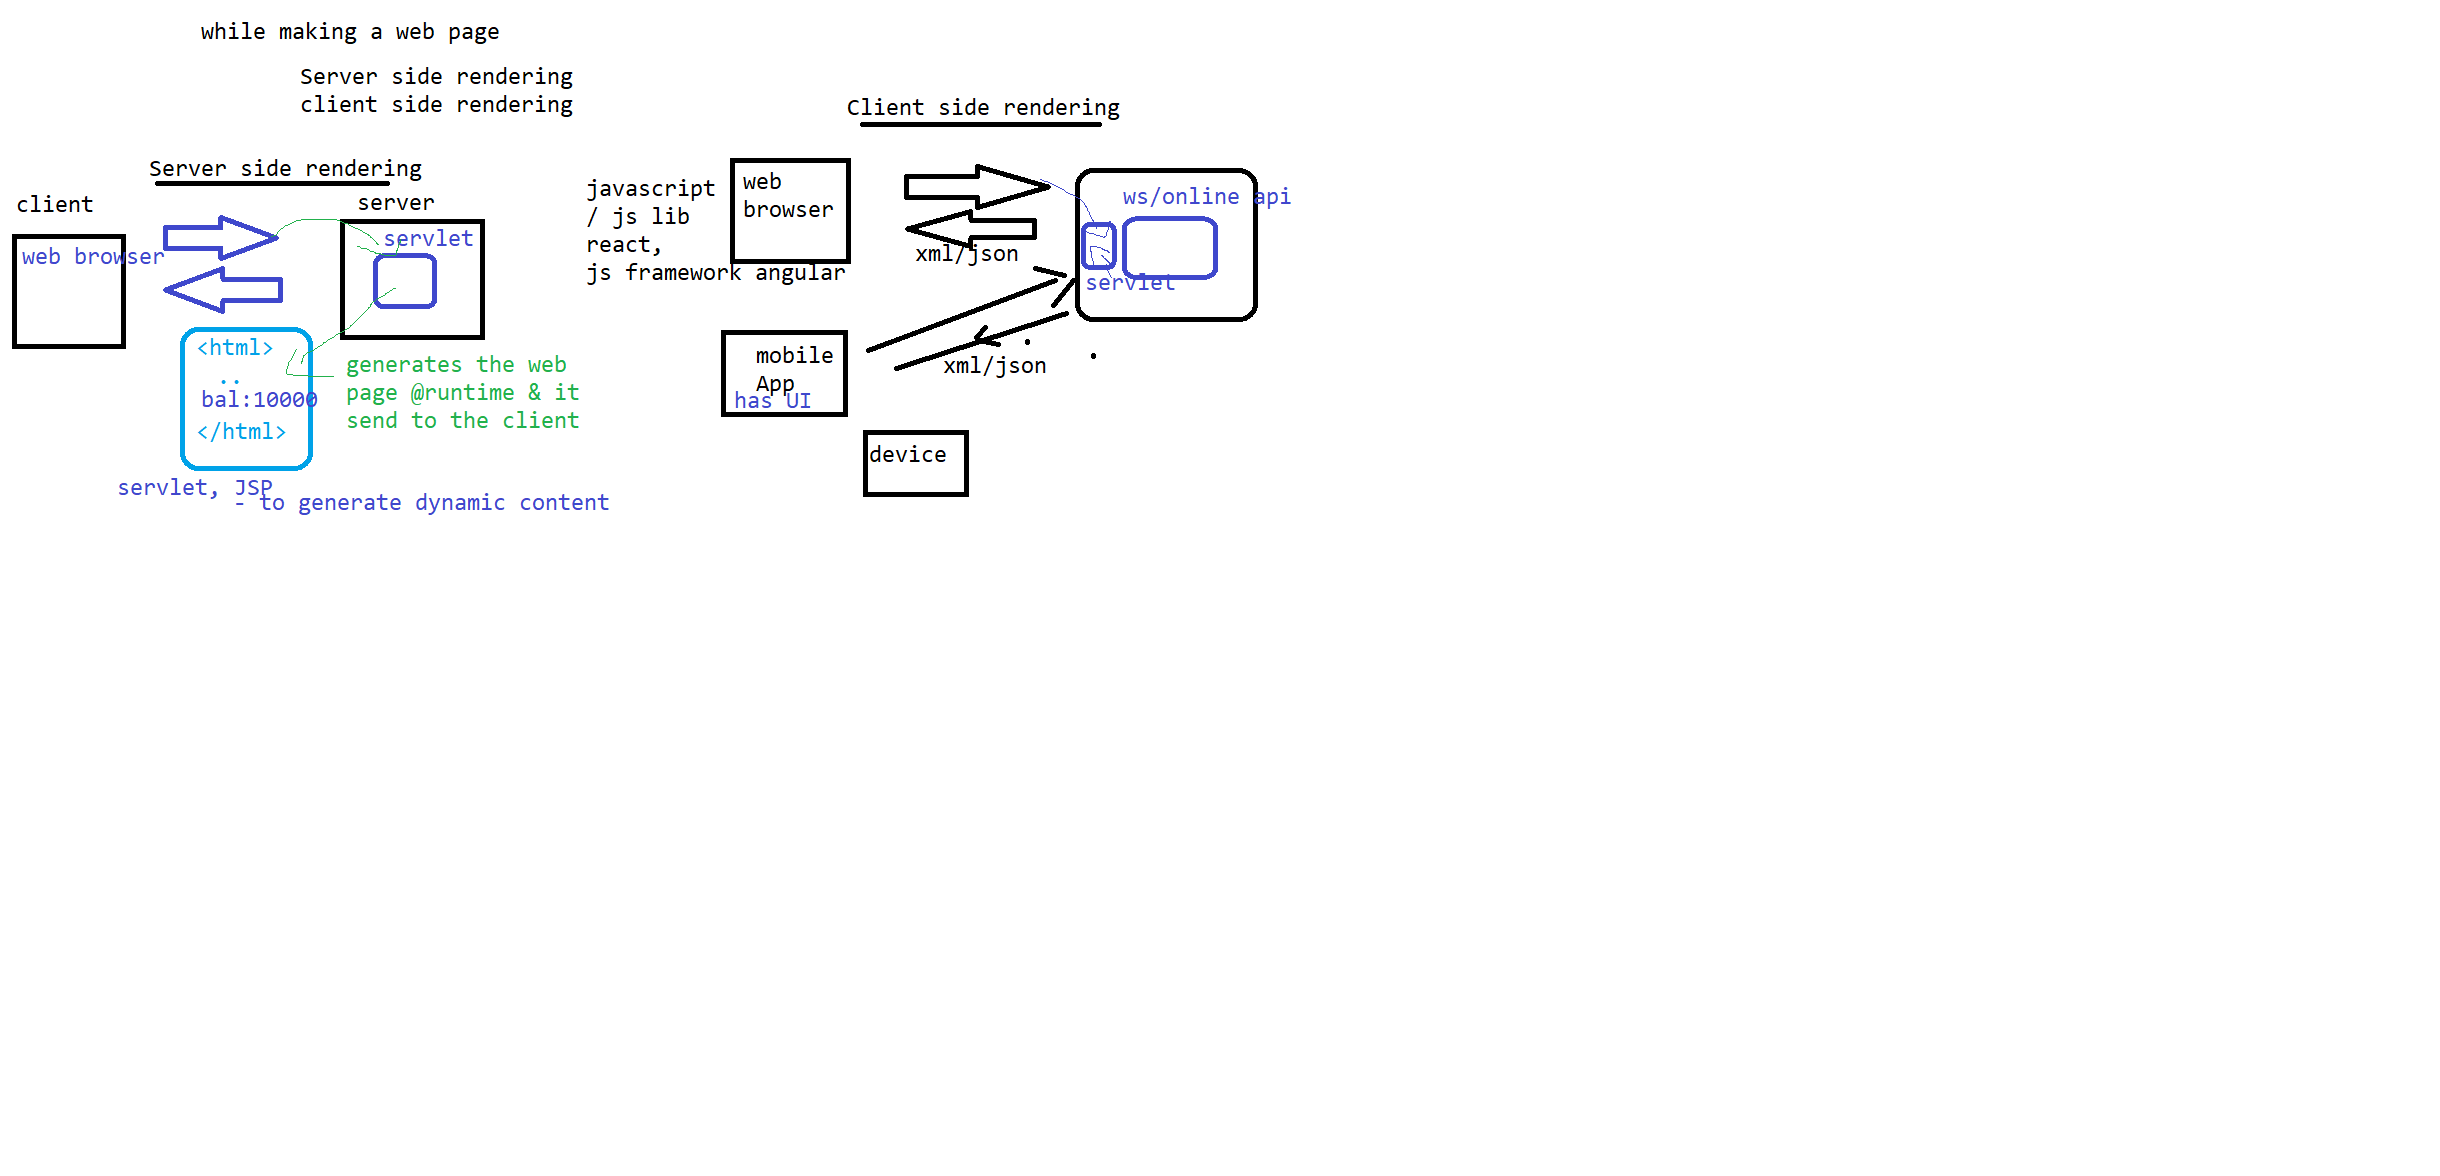 while making a web page
Server side rendering
client side rendering
Server side rendering
client
server
web browser
servlet
<html>
..
bal:10000
</html>
generates the web
page @runtime & it
send to the client
servlet, JSP
- to generate dynamic content
Client side rendering
javascript
/ js lib
react,
js framework angular
web
browser
xml/json
ws/online api
servlet
mobile
App
has UI
xml/json
device